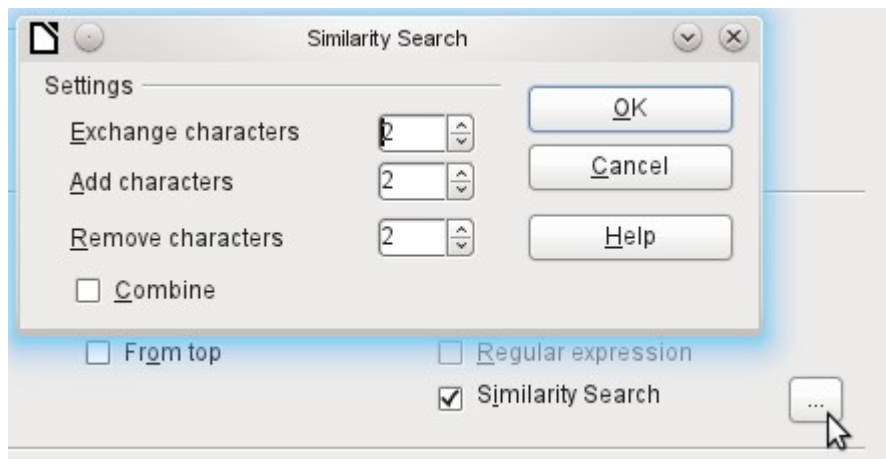 Similarity Search
Settings
Exchange characters 2
OK
Add characters 2
Cancel
Remove characters 2
Help
Combine
From top
Regular expression
Similarity Search
...